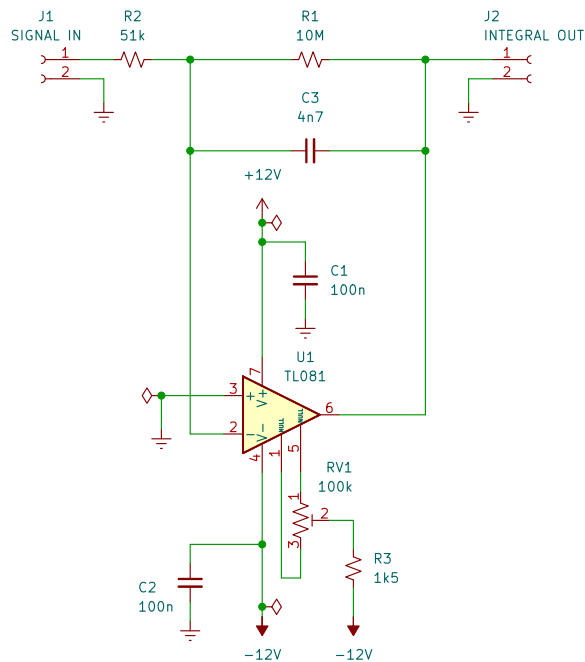 J1
SIGNAL IN
R2
51k
R1
10M
J2
INTEGRAL OUT
1
2
1
2
C3
4n7
+12V
C1
100n
U1
TL081
7
3
+
V+
NULL
6
2
−
V-
NULL
4
1
5
RV1
100k
1
2
3
R3
1k5
C2
100n
-12V
-12V